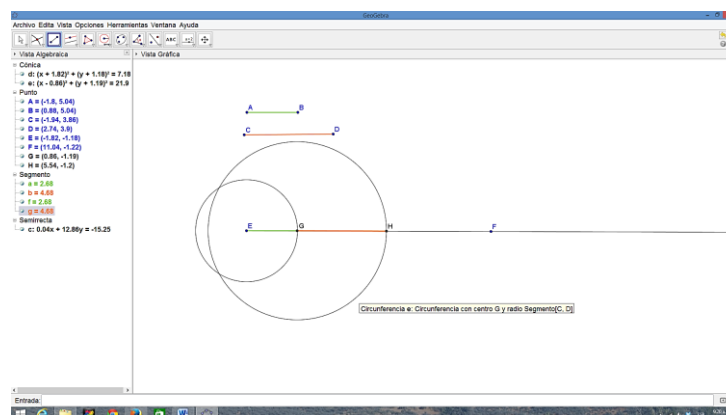 GeoGebra
Archivo Edita Vista Opciones Herramientas Ventana Ayuda
ABC
a=2
Vista Algebraica
Vista Gráfica
Cónica
d: (x + 1.82)² + (y + 1.18)² = 7.18
e: (x - 0.86)² + (y + 1.19)² = 21.9
Punto
A = (-1.8, 5.04)
B = (0.88, 5.04)
C = (-1.94, 3.86)
D = (2.74, 3.9)
E = (-1.82, -1.18)
F = (11.04, -1.22)
G = (0.86, -1.19)
H = (5.54, -1.2)
Segmento
a = 2.68
b = 4.68
f = 2.68
g = 4.68
Semirrecta
c: 0.04x + 12.86y = -15.25
A B
C D
E G H F
Circunferencia e: Circunferencia con centro G y radio Segmento[C, D]
Entrada: